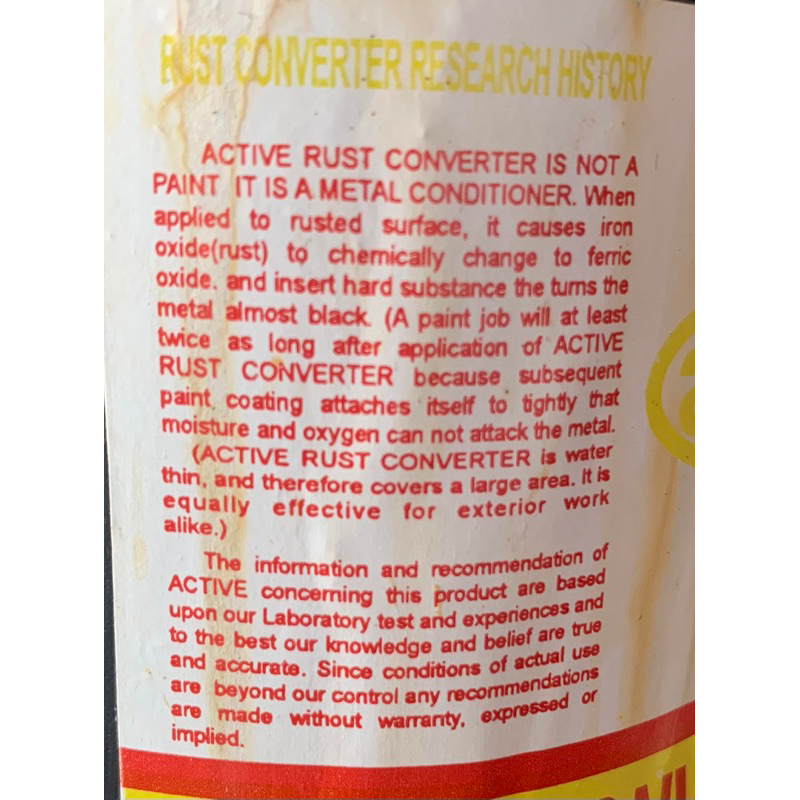 RUST CONVERTER RESEARCH HISTORY
ACTIVE RUST CONVERTER IS NOT A
PAINT IT IS A METAL CONDITIONER. When
applied to rusted surface, it causes iron
oxide(rust) to chemically change to ferric
oxide. and insert hard substance the turns the
metal almost black. (A paint job will at least
twice as long after application of ACTIVE
RUST CONVERTER because subsequent
paint coating attaches itself to tightly that
moisture and oxygen can not attack the metal.
(ACTIVE RUST CONVERTER is water
thin, and therefore covers a large area. It is
equally effective for exterior work
alike.)
The information and recommendation of
ACTIVE concerning this product are based
upon our Laboratory test and experiences and
to the best our knowledge and belief are true
and accurate. Since conditions of actual use
are beyond our control any recommendations
are made without warranty, expressed or
implied.